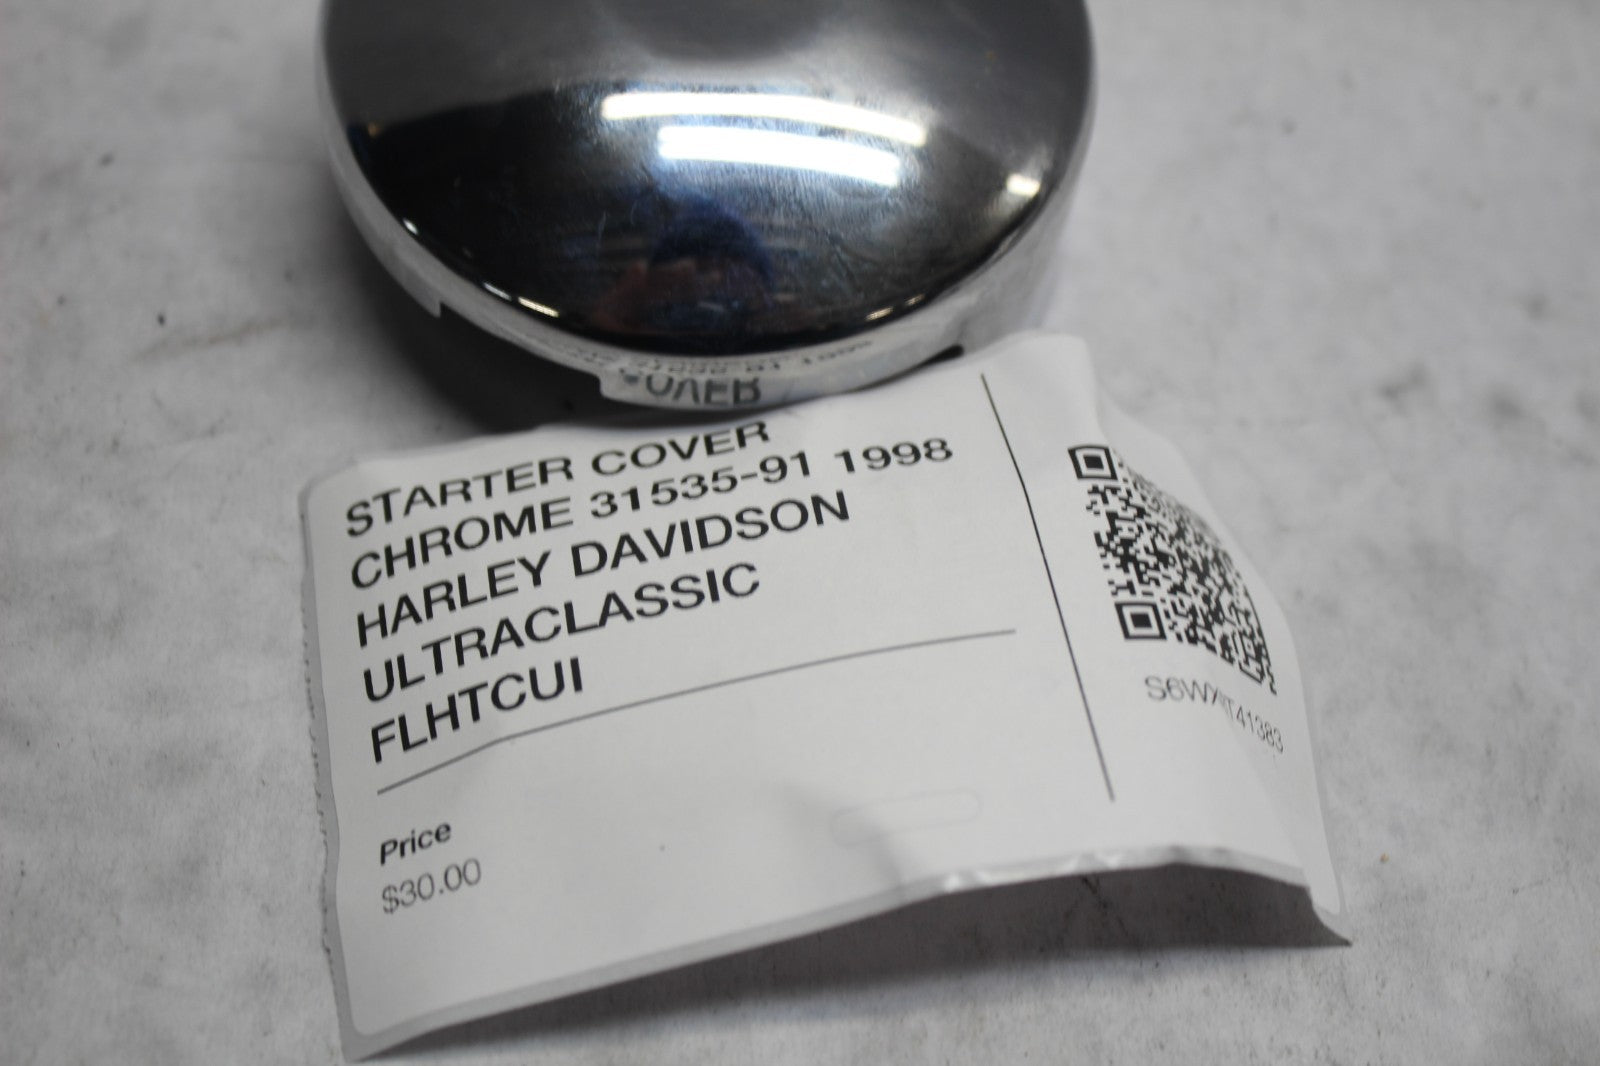 STARTER COVER
CHROME 31535-91 1998
HARLEY DAVIDSON
ULTRACLASSIC
FLHTCUI
Price
$30.00